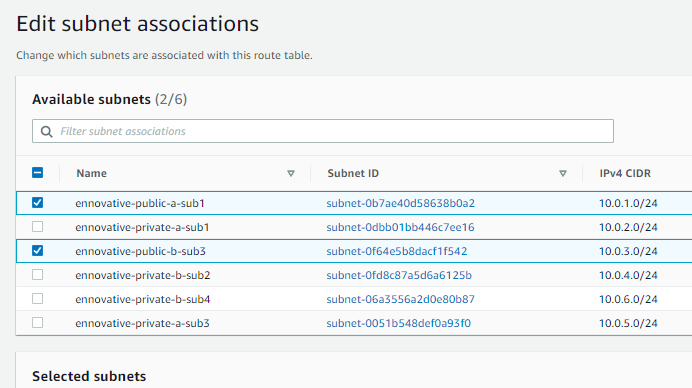 Edit subnet associations
Change which subnets are associated with this route table.
Available subnets (2/6)
Filter subnet associations
Name Subnet ID IPv4 CIDR
ennovative-public-a-sub1 subnet-0b7ae40d58638b0a2 10.0.1.0/24
ennovative-private-a-sub1 subnet-0dbb01bb446c7ee16 10.0.2.0/24
ennovative-public-b-sub3 subnet-0f64e5b8dacf1f542 10.0.3.0/24
ennovative-private-b-sub2 subnet-0fd8c87a5d6a6125b 10.0.4.0/24
ennovative-private-b-sub4 subnet-06a3556a2d0e80b87 10.0.6.0/24
ennovative-private-a-sub3 subnet-0051b548def0a93f0 10.0.5.0/24
Selected subnets